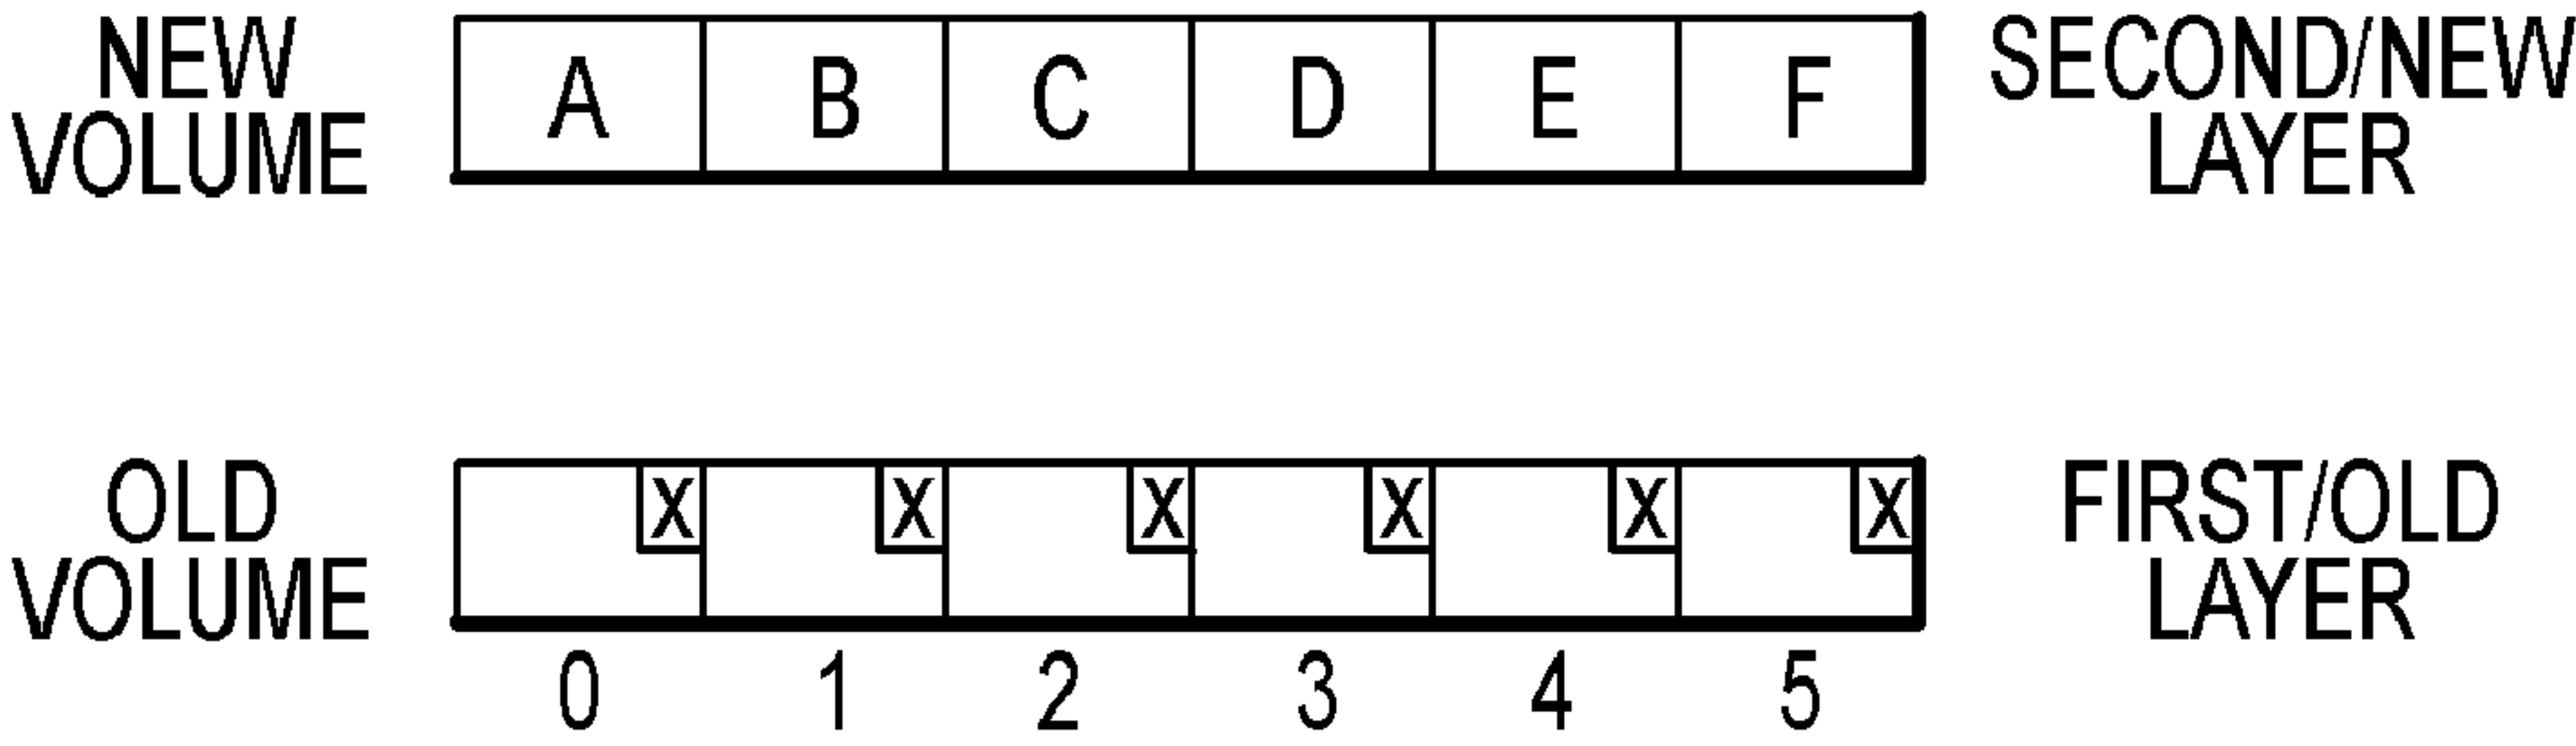 NEW
VOLUME
A B C D E F
SECOND/NEW
LAYER
OLD
VOLUME
X X X X X X
FIRST/OLD
LAYER
0 1 2 3 4 5